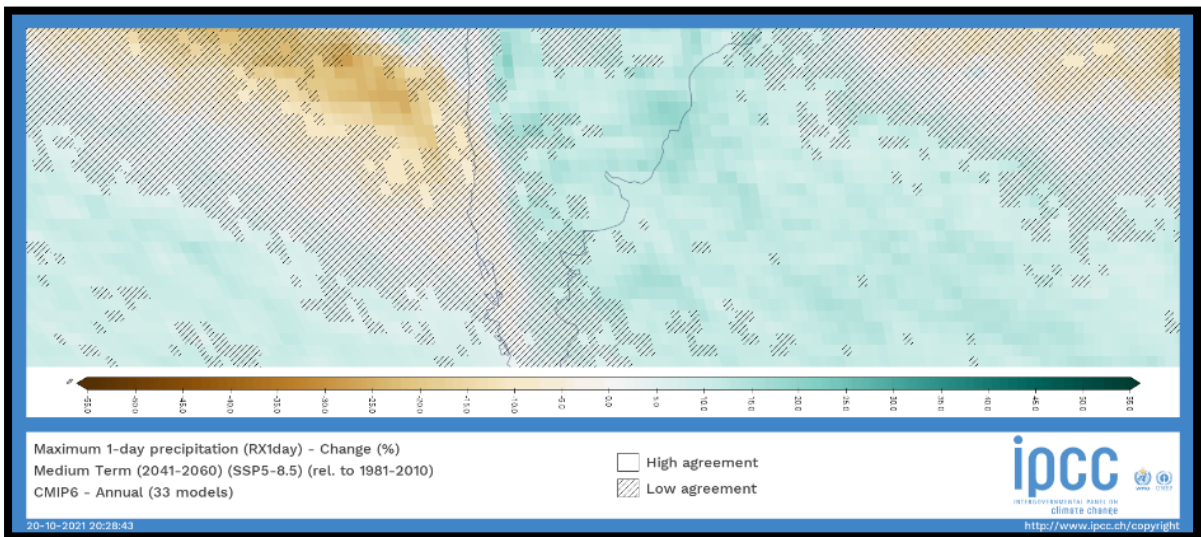 -55.0 -50.0 -45.0 -40.0 -35.0 -30.0 -25.0 -20.0 -15.0 -10.0 -5.0 0.0 5.0 10.0 15.0 20.0 25.0 30.0 35.0 40.0 45.0 50.0 55.0
%
Maximum 1-day precipitation (RX1day) - Change (%)
Medium Term (2041-2060) (SSP5-8.5) (rel. to 1981-2010)
CMIP6 - Annual (33 models)
High agreement
Low agreement
ipcc
INTERGOVERNMENTAL PANEL ON
climate change
WMO
UNEP
20-10-2021 20:28:43
http://www.ipcc.ch/copyright